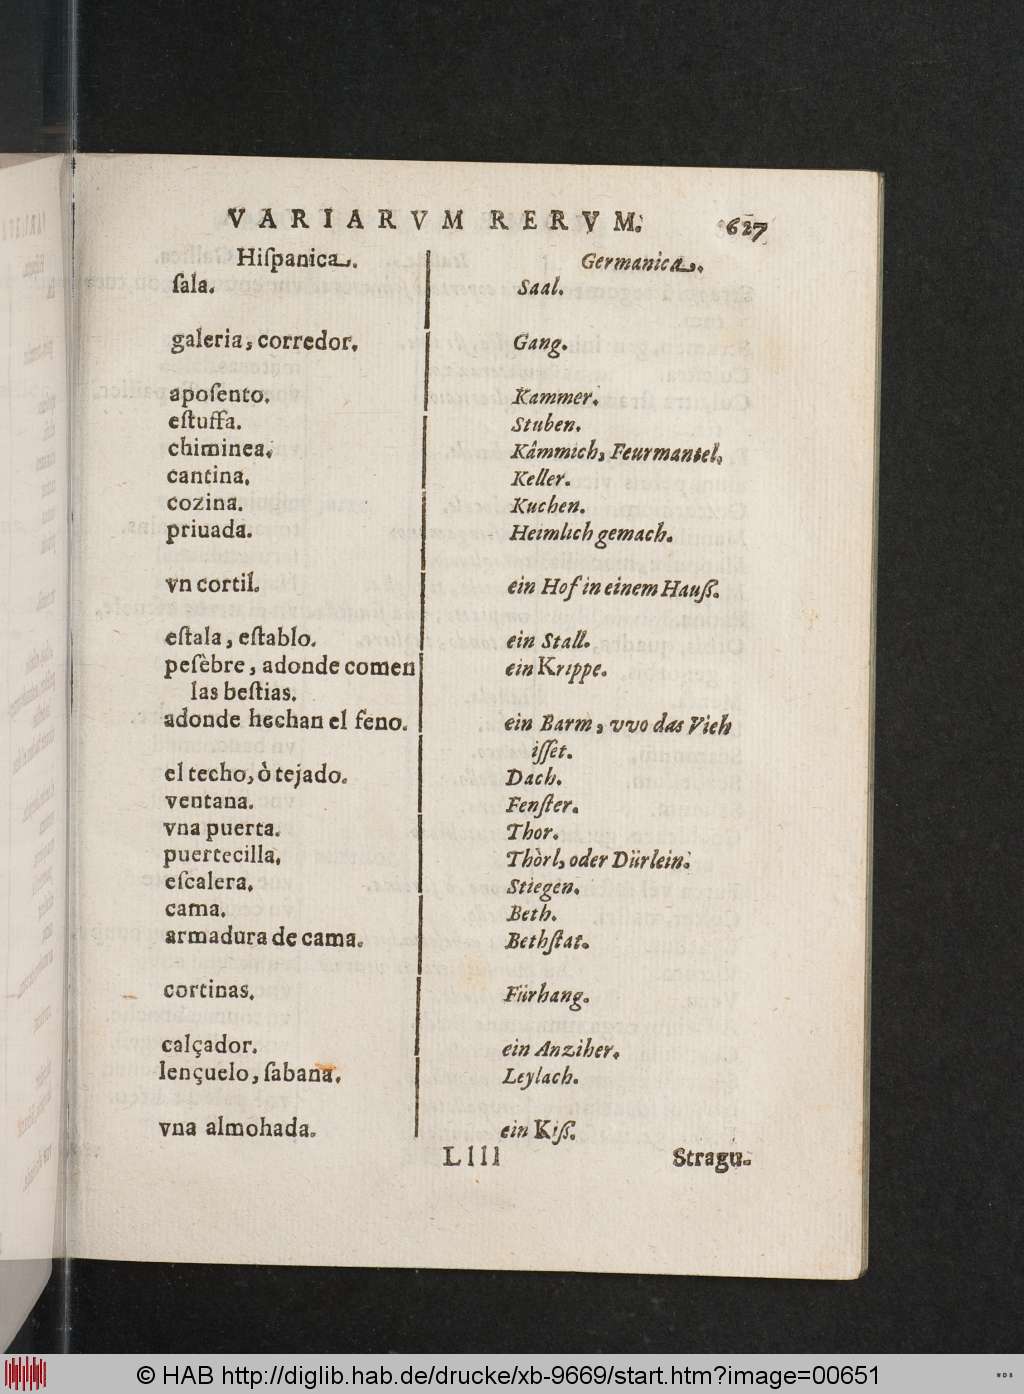 VARIARVM RERVM. 627
Hiſpanica. Germanica.
ſala. Saal.
galeria, corredor. Gang.
apoſento. Kammer.
eſtuffa. Stuben.
chiminea. Kâmmich, Feurmantel.
cantina. Keller.
cozina. Kuchen.
priuada. Heimlich gemach.
vn cortil. ein Hof in einem Hauß.
eſtala, eſtablo. ein Stall.
peſèbre, adonde comen ein Krippe.
las beſtias.
adonde hechan el feno. ein Barm, vvo das Vieh
iſſet.
el techo, ò tejado. Dach.
ventana. Fenſter.
vna puerta. Thor.
puertecilla. Thòrl, oder Dürlein.
eſcalera. Stiegen.
cama. Beth.
armadura de cama. Bethſtat.
cortinas. Fürhang.
calçador. ein Anziher.
lençuelo, ſabana. Leylach.
vna almohada. ein Kiß.
Llll Stragu-
© HAB http://diglib.hab.de/drucke/xb-9669/start.htm?image=00651